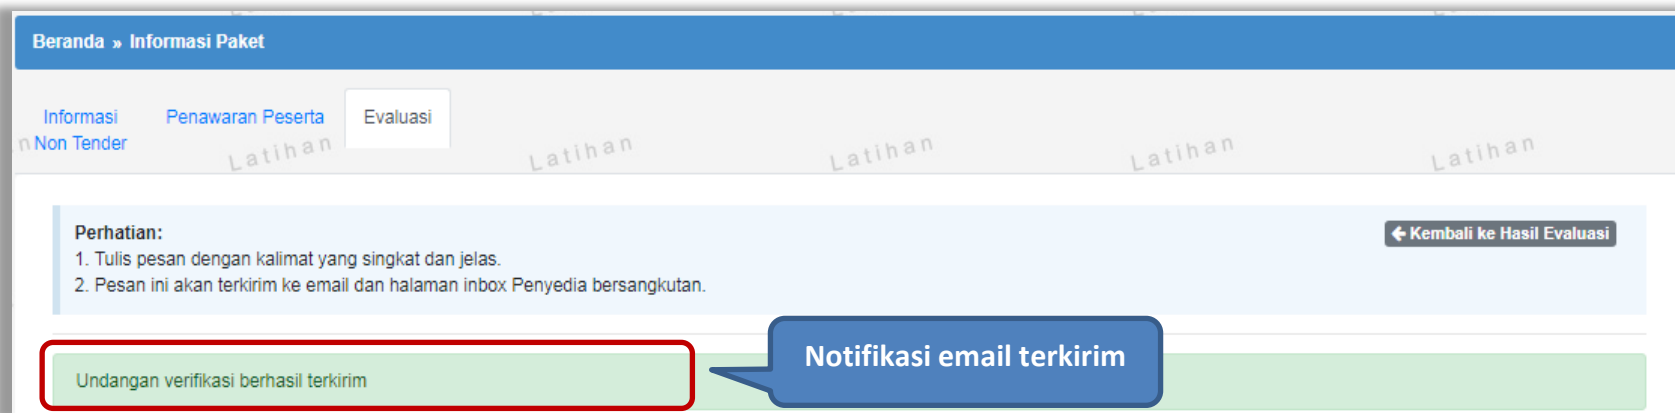 Beranda » Informasi Paket
Informasi Non Tender
Penawaran Peserta
Evaluasi
n Latihan Latihan Latihan Latihan Latihan
Perhatian:
← Kembali ke Hasil Evaluasi
1. Tulis pesan dengan kalimat yang singkat dan jelas.
2. Pesan ini akan terkirim ke email dan halaman inbox Penyedia bersangkutan.
Notifikasi email terkirim
Undangan verifikasi berhasil terkirim